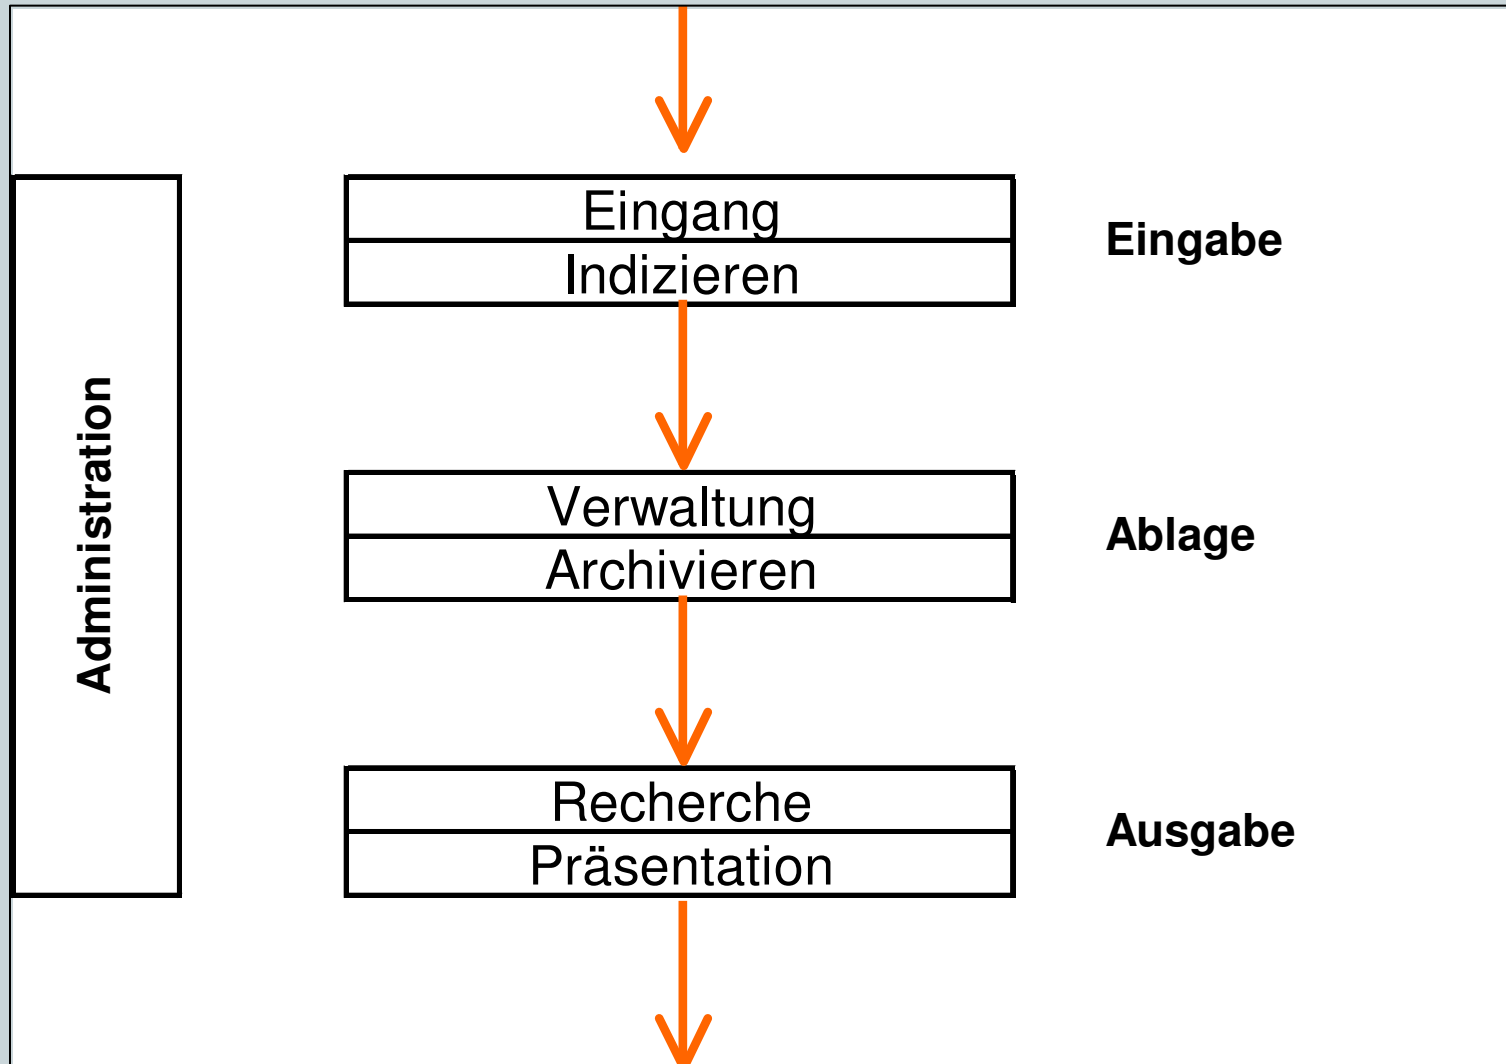 Administration
Eingang
Indizieren
Eingabe
Verwaltung
Archivieren
Ablage
Recherche
Präsentation
Ausgabe